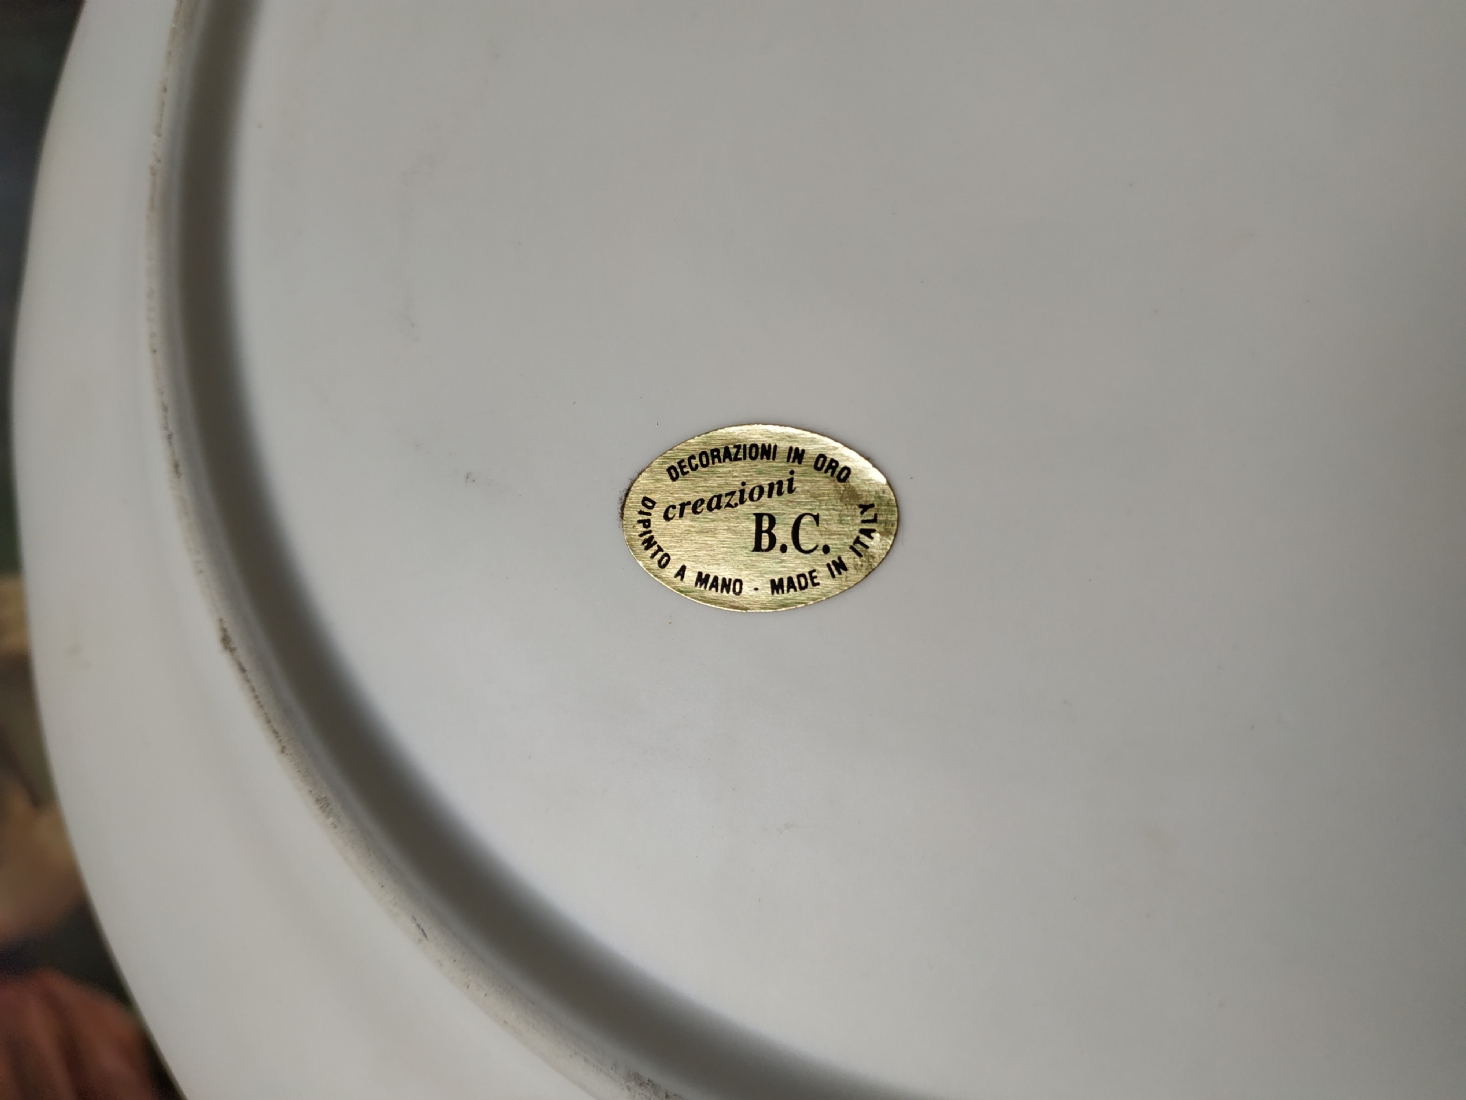 DECORAZIONI IN ORO
creazioni
B.C.
DIPINTO A MANO - MADE IN ITALY